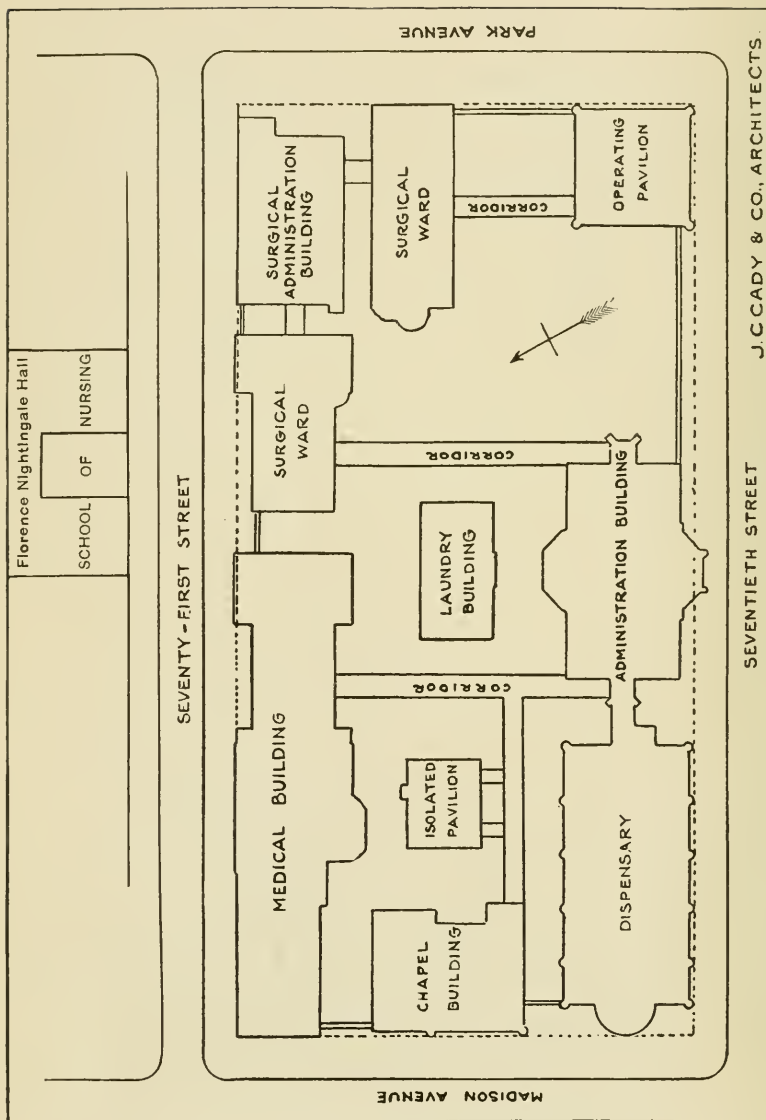 PARK AVENUE
Florence Nightingale Hall
SCHOOL OF NURSING
SEVENTY-FIRST STREET
SURGICAL
ADMINISTRATION
BUILDING
SURGICAL
WARD
CORRIDOR
OPERATING
PAVILION
SURGICAL
WARD
CORRIDOR
LAUNDRY
BUILDING
ADMINISTRATION BUILDING
CORRIDOR
MEDICAL BUILDING
ISOLATED
PAVILION
CHAPEL
BUILDING
DISPENSARY
MADISON AVENUE
SEVENTIETH STREET
J. C. CADY & CO., ARCHITECTS.